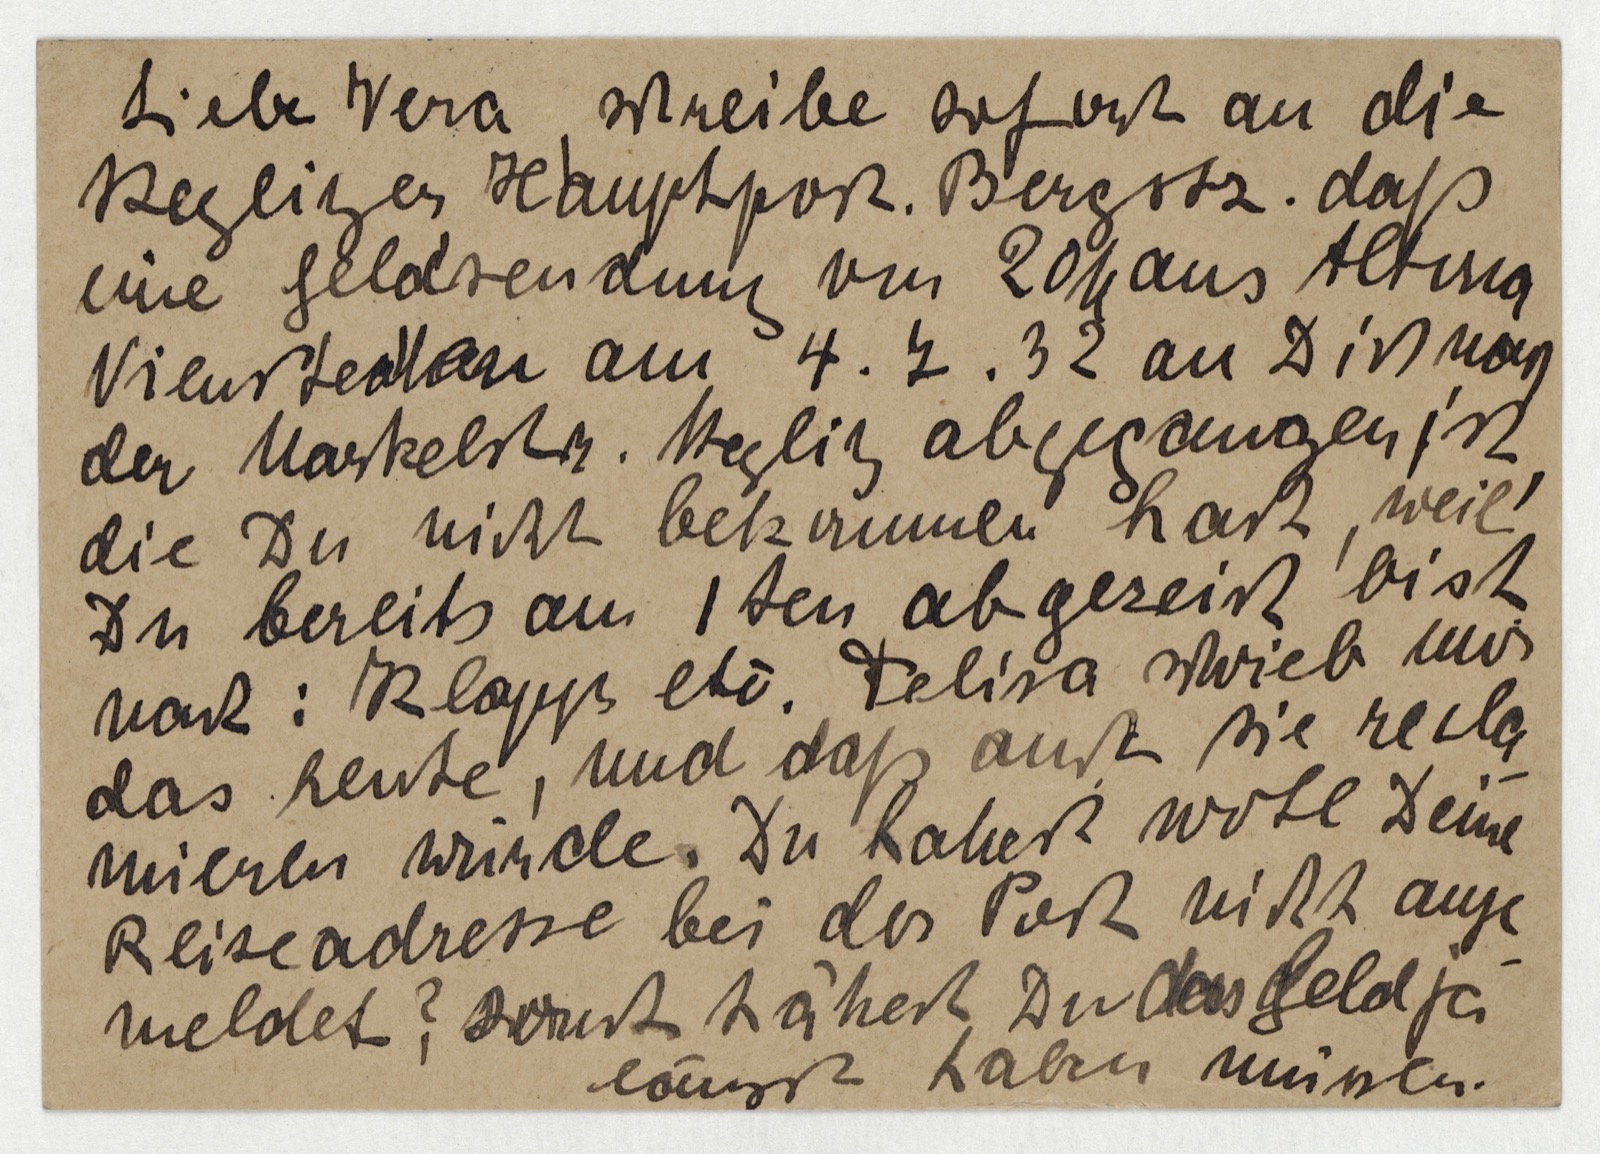 Liebe Vera, schreibe sofort an die
Steglitzer Hauptpost. Bergstr. daß
eine Geldsendung von 20 M aus Altona
Nienstedten am 4. 7. 32 an Dich nach
der Markelstr. Steglitz abgegangen ist,
die Du nicht bekommen hast, weil
Du bereits am 1ten abgereist bist
nach: Klapps etc. Felisa schrieb mir
das heute, und daß auch sie rekla
mieren würde. Du hattest wohl Deine
Reiseadresse bei der Post nicht ange
meldet? sonst hättest Du das Geld ja
längst haben müssen.